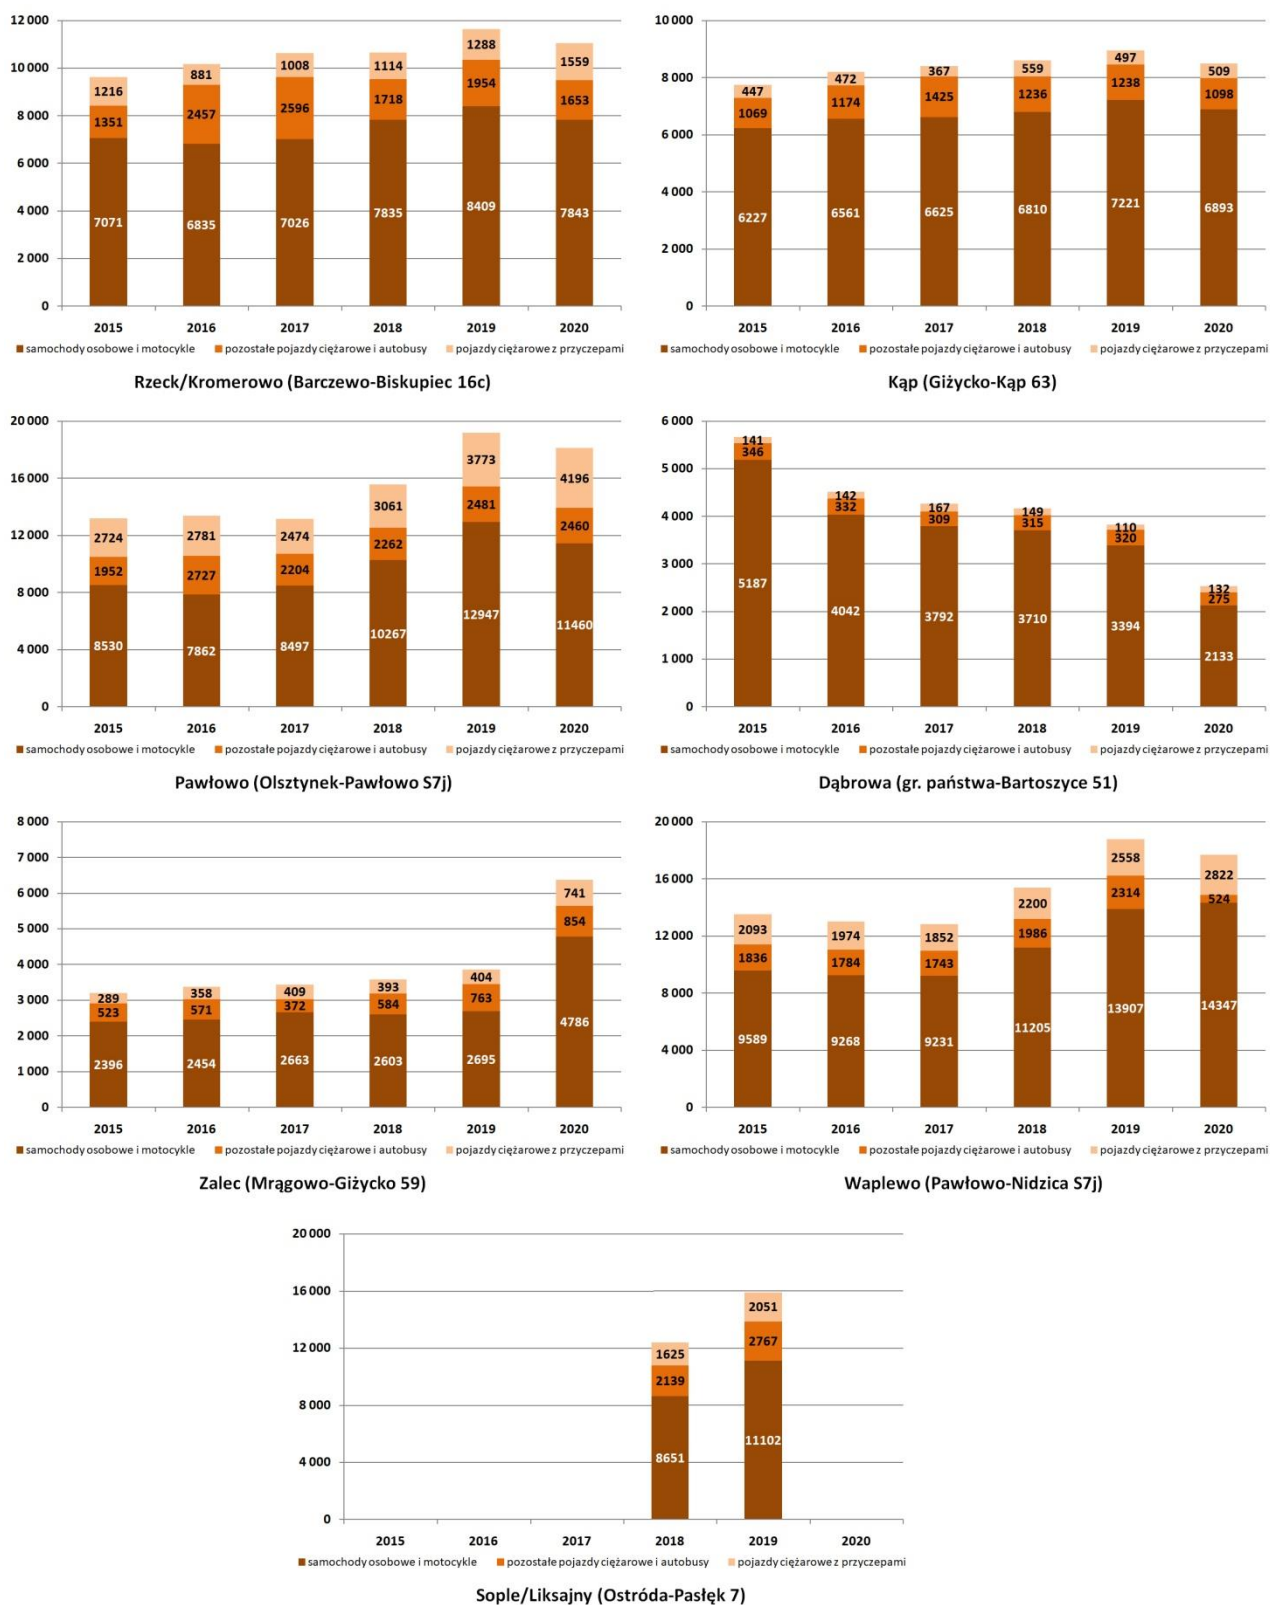 12 000
10 000
8 000
6 000
4 000
2 000
0
1216 881 1008 1114 1288 1559
1351 2457 2596 1718 1954 1653
7071 6835 7026 7835 8409 7843
2015 2016 2017 2018 2019 2020
samochody osobowe i motocykle pozostałe pojazdy ciężarowe i autobusy pojazdy ciężarowe z przyczepami
Rzeck/Kromerowo (Barczewo-Biskupiec 16c)
10 000
8 000
6 000
4 000
2 000
0
447 472 367 559 497 509
1069 1174 1425 1236 1238 1098
6227 6561 6625 6810 7221 6893
2015 2016 2017 2018 2019 2020
samochody osobowe i motocykle pozostałe pojazdy ciężarowe i autobusy pojazdy ciężarowe z przyczepami
Kąp (Giżycko-Kąp 63)
20 000
16 000
12 000
8 000
4 000
0
2724 2781 2474 3061 3773 4196
1952 2727 2204 2262 2481 2460
8530 7862 8497 10267 12947 11460
2015 2016 2017 2018 2019 2020
samochody osobowe i motocykle pozostałe pojazdy ciężarowe i autobusy pojazdy ciężarowe z przyczepami
Pawłowo (Olsztynek-Pawłowo S7j)
6 000
5 000
4 000
3 000
2 000
1 000
0
141 142 167 149 110 132
346 332 309 315 320 275
5187 4042 3792 3710 3394 2133
2015 2016 2017 2018 2019 2020
samochody osobowe i motocykle pozostałe pojazdy ciężarowe i autobusy pojazdy ciężarowe z przyczepami
Dąbrowa (gr. państwa-Bartoszyce 51)
8 000
7 000
6 000
5 000
4 000
3 000
2 000
1 000
0
289 358 409 393 404 741
523 571 372 584 763 854
2396 2454 2663 2603 2695 4786
2015 2016 2017 2018 2019 2020
samochody osobowe i motocykle pozostałe pojazdy ciężarowe i autobusy pojazdy ciężarowe z przyczepami
Zalec (Mrągowo-Giżycko 59)
20 000
16 000
12 000
8 000
4 000
0
2093 1974 1852 2200 2558 2822
1836 1784 1743 1986 2314 524
9589 9268 9231 11205 13907 14347
2015 2016 2017 2018 2019 2020
samochody osobowe i motocykle pozostałe pojazdy ciężarowe i autobusy pojazdy ciężarowe z przyczepami
Waplewo (Pawłowo-Nidzica S7j)
20 000
16 000
12 000
8 000
4 000
0
1625 2051
2139 2767
8651 11102
2015 2016 2017 2018 2019 2020
samochody osobowe i motocykle pozostałe pojazdy ciężarowe i autobusy pojazdy ciężarowe z przyczepami
Sople/Liksajny (Ostróda-Pasłęk 7)